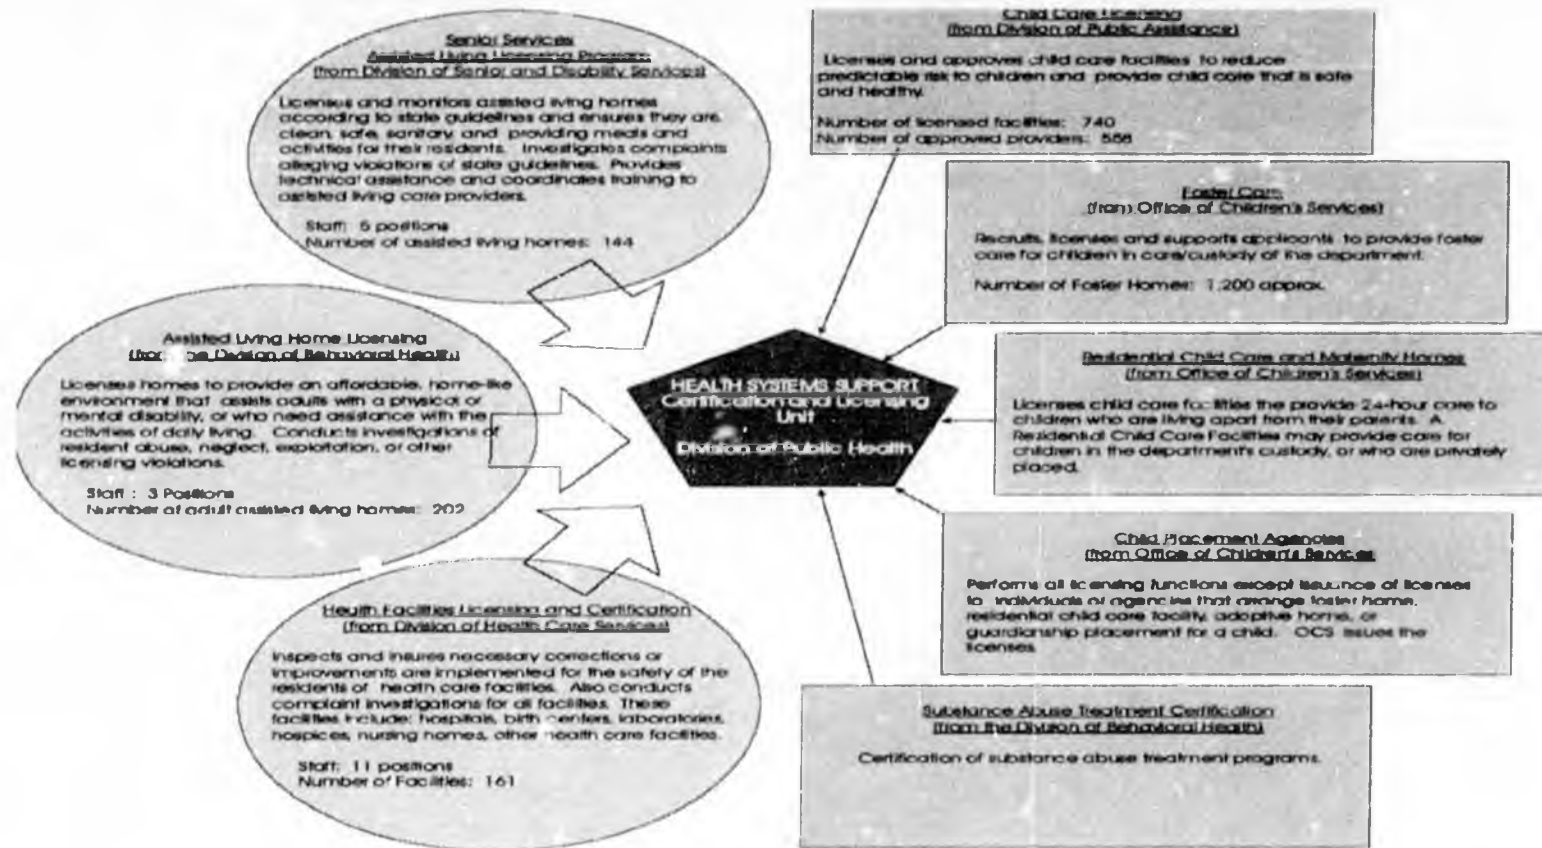 Senior Services
Assisted Living Licensing Program
(from Division of Senior and Disability Services)
Licenses and monitors assisted living homes
according to state guidelines and ensures they are
clean, safe, sanitary and providing meals and
activities for their residents. Investigates complaints
alleging violations of state guidelines. Provides
technical assistance and coordinates training to
assisted living care providers.
Staff: 5 positions
Number of assisted living homes: 144
Assisted Living Home Licensing
(from the Division of Behavioral Health)
Licenses homes to provide an affordable, home-like
environment that assists adults with a physical or
mental disability, or who need assistance with the
activities of daily living. Conducts investigations of
resident abuse, neglect, exploitation, or other
licensing violations.
Staff : 3 Positions
Number of adult assisted living homes: 202
Health Facilities Licensing and Certification
(from Division of Health Care Services)
Inspects and insures necessary corrections or
improvements are implemented for the safety of the
residents of health care facilities. Also conducts
complaint investigations for all facilities. These
facilities include: hospitals, birth centers, laboratories,
hospices, nursing homes, other health care facilities.
Staff: 11 positions
Number of Facilities: 161
HEALTH SYSTEMS SUPPORT
Certification and Licensing
Unit
Division of Public Health
Child Care Licensing
(from Division of Public Assistance)
Licenses and approves child care facilities to reduce
predictable risk to children and provide child care that is safe
and healthy.
Number of licensed facilities: 740
Number of approved providers:
Foster Care
(from Office of Children's Services)
Recruits, licenses and supports applicants to provide foster
care for children in care/custody of the department.
Number of Foster Homes: 1,200 approx.
Residential Child Care and Maternity Homes
(from Office of Children's Services)
Licenses child care facilities the provide 24-hour care to
children who are living apart from their parents. A
Residential Child Care Facilities may provide care for
children in the department's custody, or who are privately
placed.
Child Placement Agencies
(from Office of Children's Services
Performs all licensing functions except issuance of licenses
to individuals or agencies that arrange foster home,
residential child care facility, adoptive home, or
guardianship placement for a child. OCS issues the
licenses
Substance Abuse Treatment Certification
(from the Division of Behavioral Health)
Certification of substance abuse treatment programs.